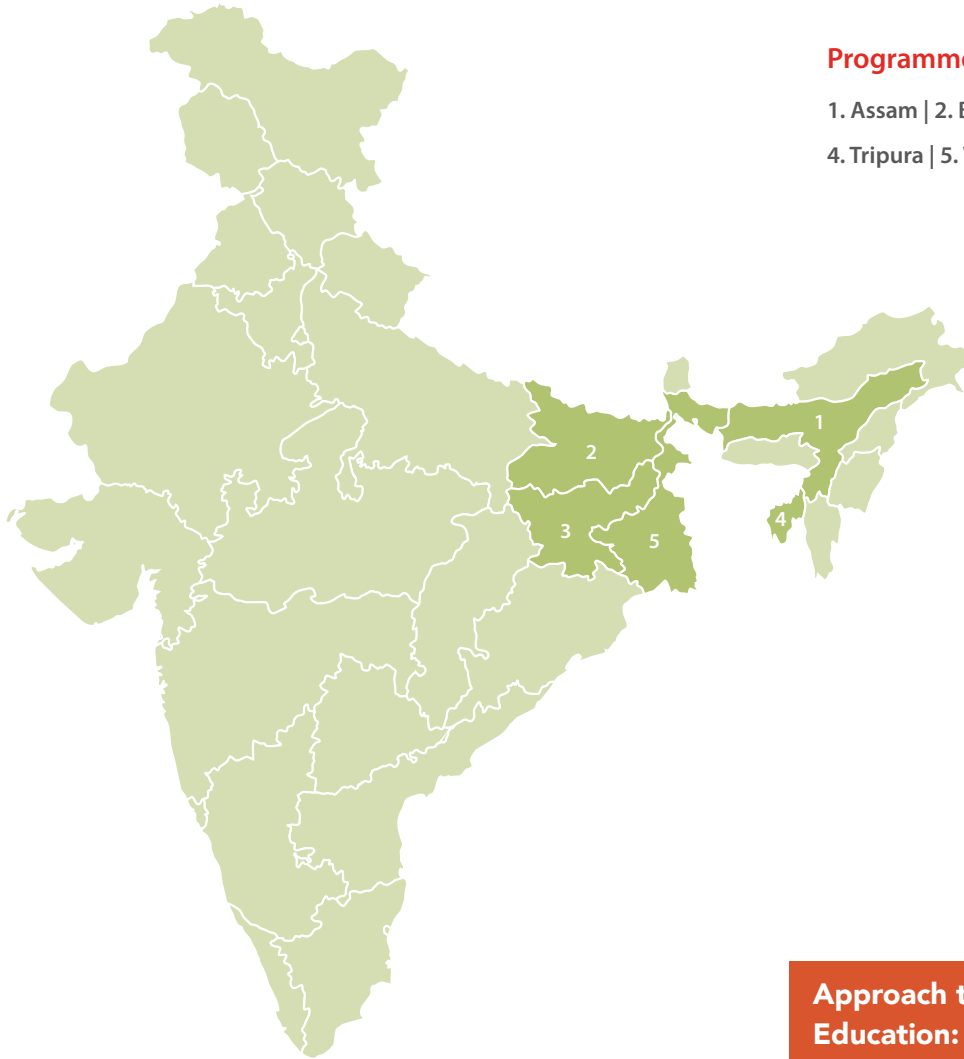 Programme
1. Assam | 2.
4. Tripura | 5.
1
2
4
3
5
Approach
Education: